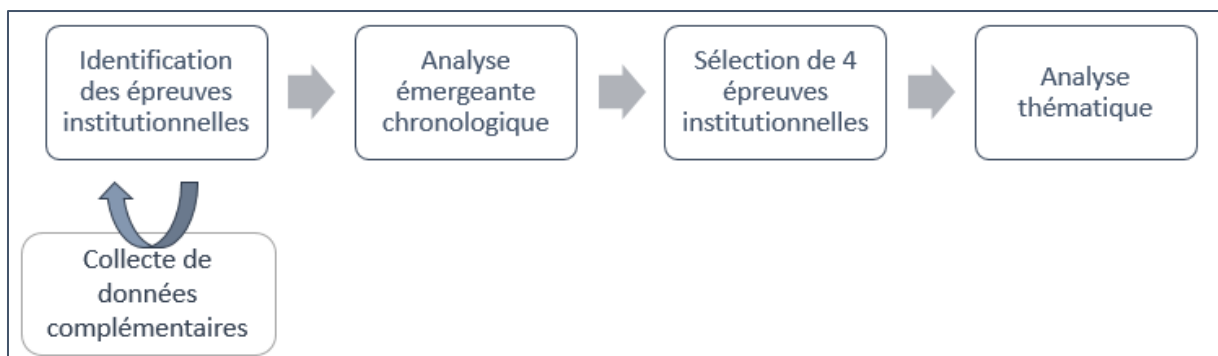 Identification
des épreuves
institutionnelles
Analyse
émergeante
chronologique
Sélection de 4
épreuves
institutionnelles
Analyse
thématique
Collecte de
données
complémentaires